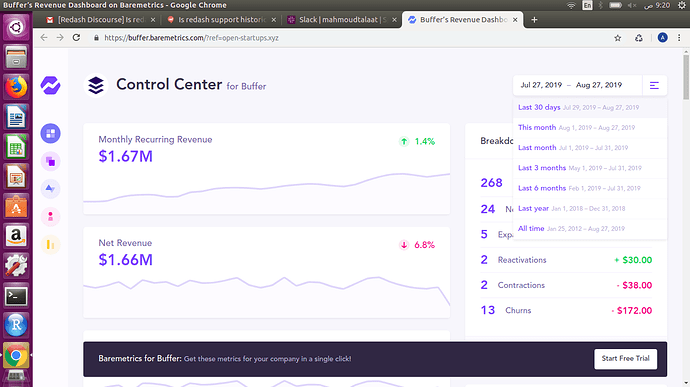 Buffer's Revenue Dashboard on Baremetrics - Google Chrome
En
9:20 ص
[Redash Discourse] Is red
Is redash support historic
Slack | mahmoudtalaat | S
Buffer's Revenue Dashbo
https://buffer.baremetrics.com/?ref=open-startups.xyz
A
Control Center for Buffer
Jul 27, 2019 – Aug 27, 2019
Last 30 days Jul 29, 2019 – Aug 27, 2019
This month Aug 1, 2019 – Aug 27, 2019
Last month Jul 1, 2019 – Jul 31, 2019
Last 3 months May 1, 2019 – Jul 31, 2019
Last 6 months Feb 1, 2019 – Jul 31, 2019
Last year Jan 1, 2018 – Dec 31, 2018
All time Jan 25, 2012 – Aug 27, 2019
Monthly Recurring Revenue
1.4%
$1.67M
Net Revenue
6.8%
$1.66M
Breakdo
268
24 Ne
5 Expa
2 Reactivations + $30.00
2 Contractions - $38.00
13 Churns - $172.00
Baremetrics for Buffer: Get these metrics for your company in a single click!
Start Free Trial